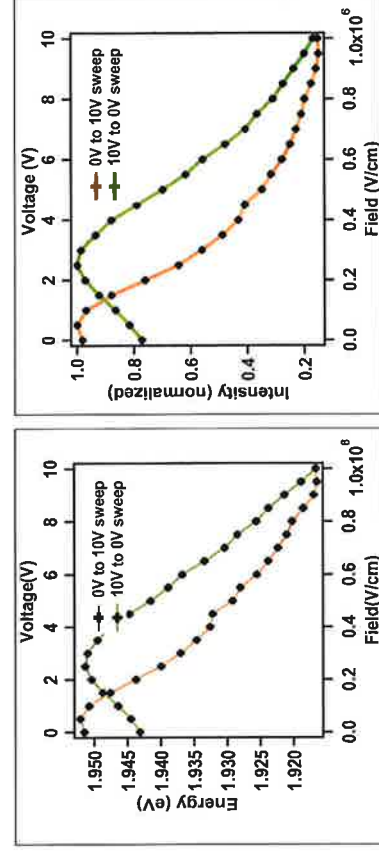 Voltage(V)
0 2 4 6 8 10
0V to 10V sweep
10V to 0V sweep
Energy (eV)
1.950
1.945
1.940
1.935
1.930
1.925
1.920
0.0 0.2 0.4 0.6 0.8 1.0x10⁶
Field(V/cm)
Voltage (V)
0 2 4 6 8 10
0V to 10V sweep
10V to 0V sweep
Intensity (normalized)
1.0
0.8
0.6
0.4
0.2
0.0 0.2 0.4 0.6 0.8 1.0x10⁶
Field (V/cm)